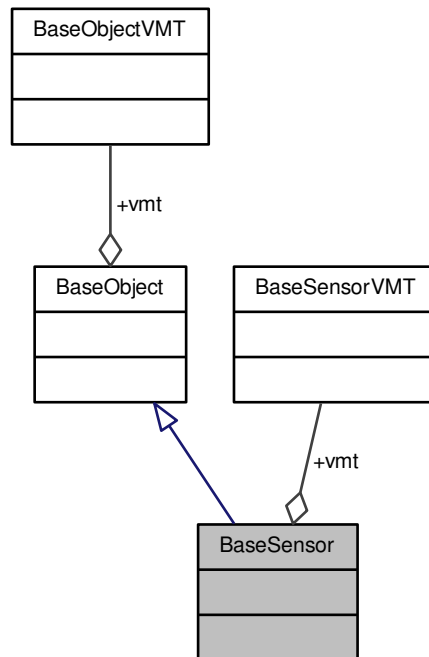 BaseObjectVMT
+vmt
BaseObject
BaseSensorVMT
+vmt
BaseSensor